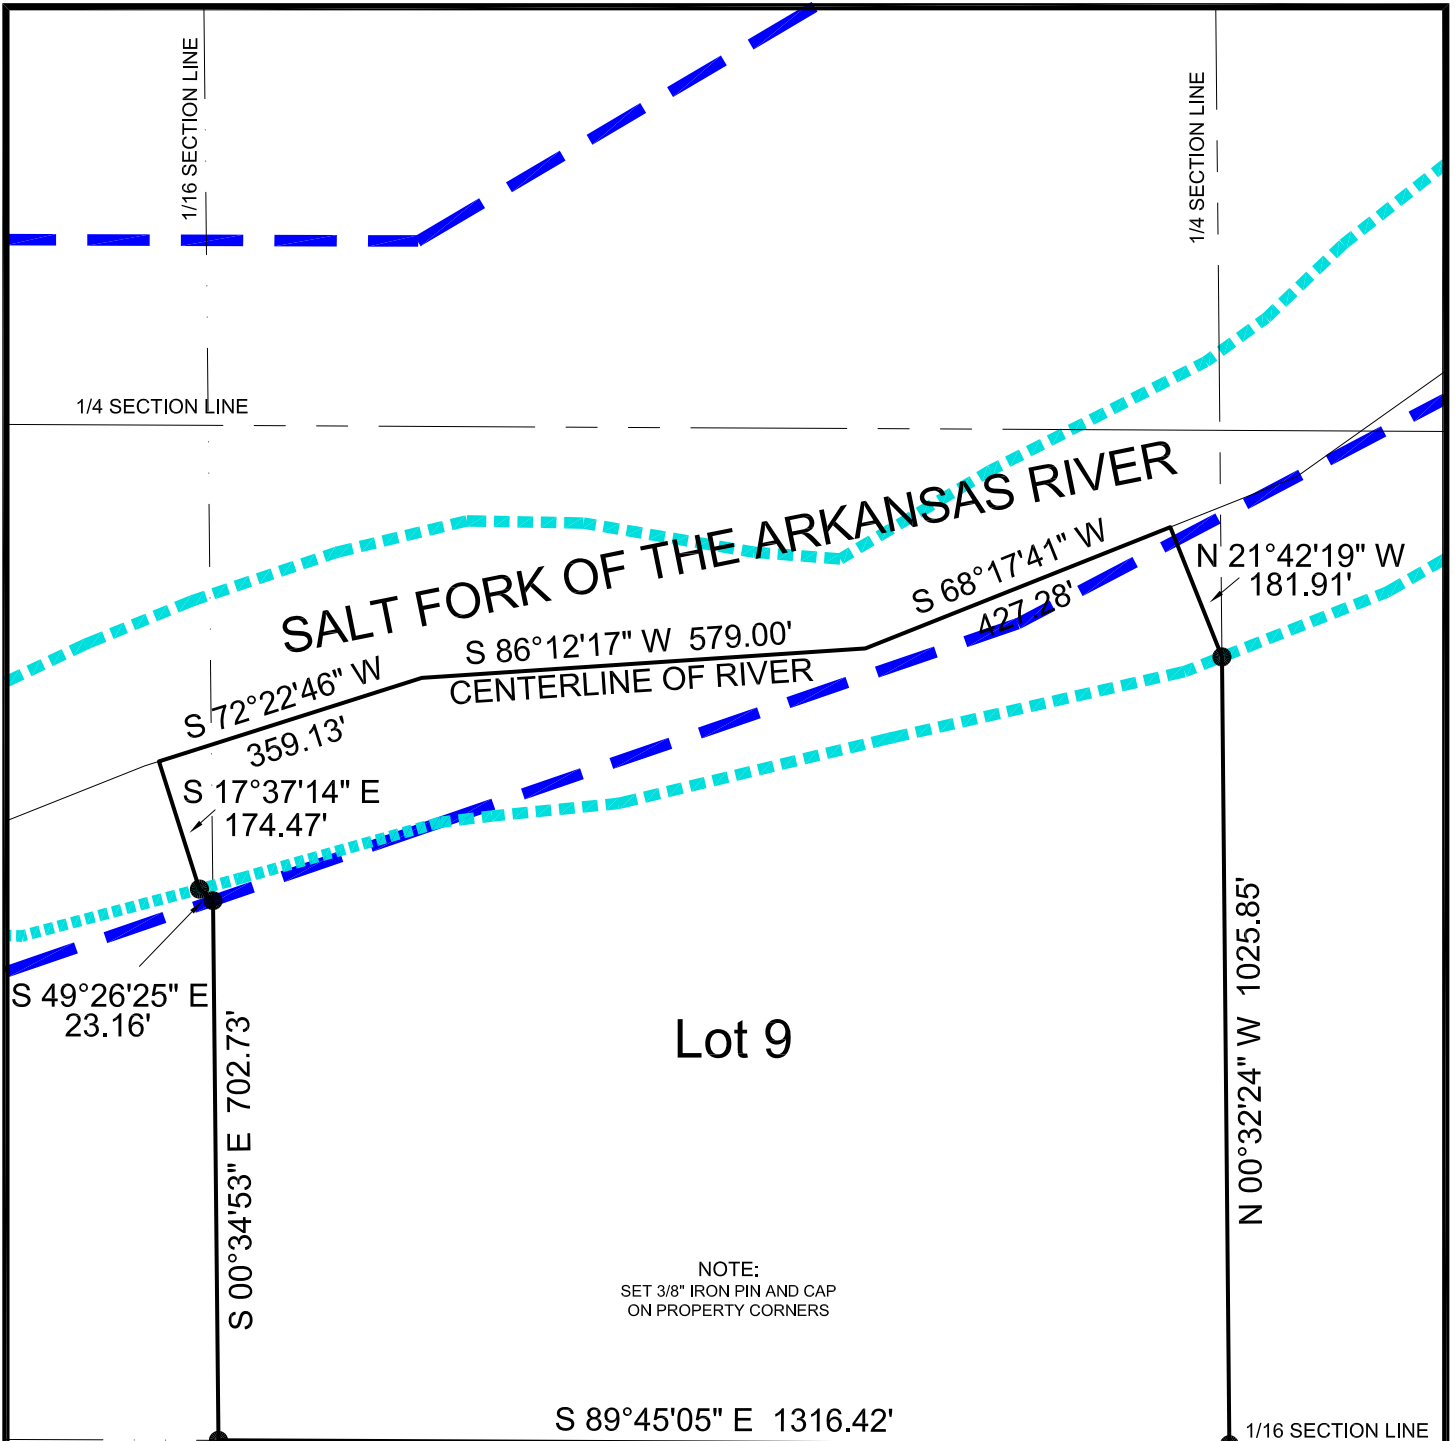 1/16 SECTION LINE
1/4 SECTION LINE
1/4 SECTION LINE
SALT FORK OF THE ARKANSAS RIVER
S 68°17'41" W
427.28'
N 21°42'19" W
181.91'
S 86°12'17" W 579.00'
CENTERLINE OF RIVER
S 72°22'46" W
359.13'
S 17°37'14" E
174.47'
S 49°26'25" E
23.16'
S 00°34'53" E 702.73'
Lot 9
N 00°32'24" W 1025.85'
NOTE:
SET 3/8" IRON PIN AND CAP
ON PROPERTY CORNERS
S 89°45'05" E 1316.42'
1/16 SECTION LINE